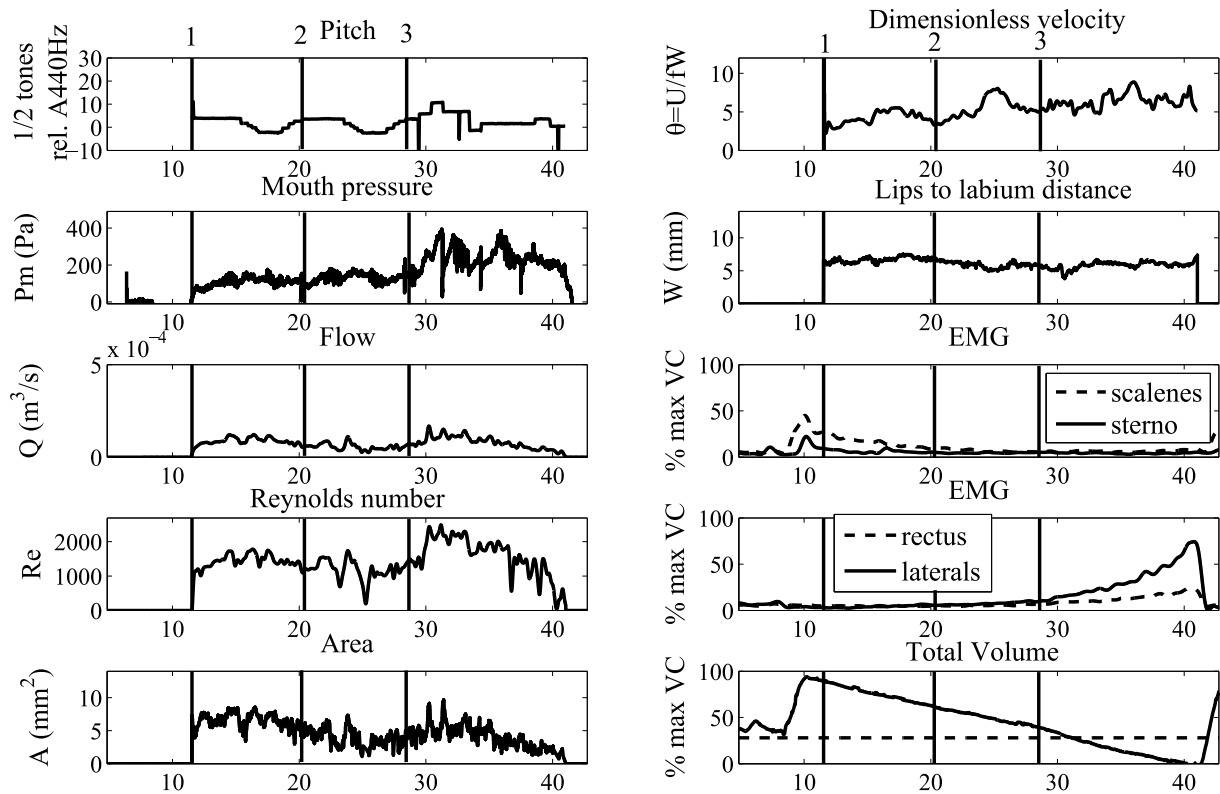 1 2 Pitch 3
1/2 tones
rel. A440Hz
30
20
10
0
−10
10 20 30 40
Mouth pressure
Pm (Pa)
400
200
0
10 20 30 40
Flow
x 10⁻⁴
Q (m³/s)
5
0
10 20 30 40
Reynolds number
Re
2000
1000
0
10 20 30 40
Area
A (mm²)
10
5
0
10 20 30 40
Dimensionless velocity
1 2 3
θ=U/fW
10
5
0
10 20 30 40
Lips to labium distance
W (mm)
10
5
0
10 20 30 40
EMG
% max VC
100
50
0
scalenes
sterno
10 20 30 40
EMG
% max VC
100
50
0
rectus
laterals
10 20 30 40
Total Volume
% max VC
100
50
0
10 20 30 40